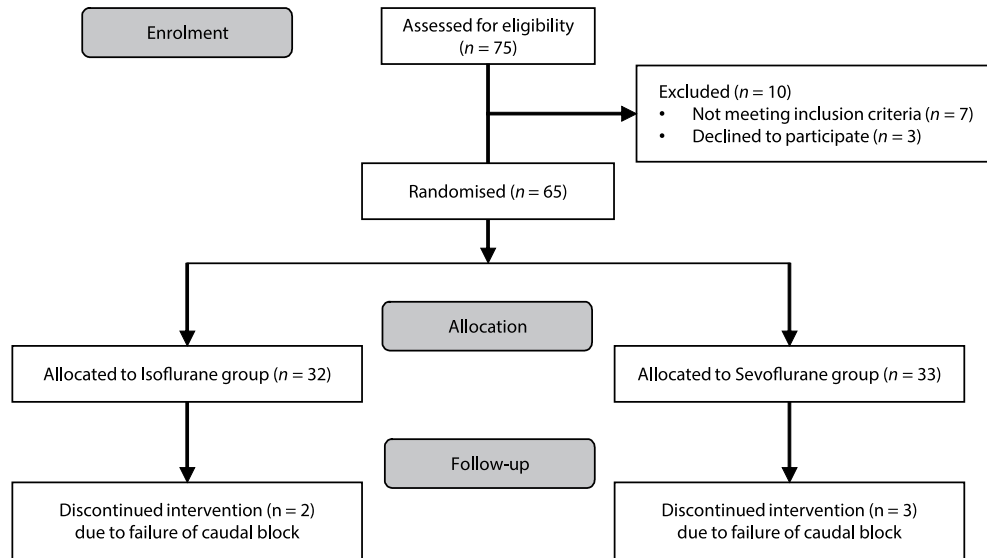 Enrolment
Assessed for eligibility
(n = 75)
Excluded (n = 10)
• Not meeting inclusion criteria (n = 7)
• Declined to participate (n = 3)
Randomised (n = 65)
Allocation
Allocated to Isoflurane group (n = 32)
Allocated to Sevoflurane group (n = 33)
Follow-up
Discontinued intervention (n = 2)
due to failure of caudal block
Discontinued intervention (n = 3)
due to failure of caudal block